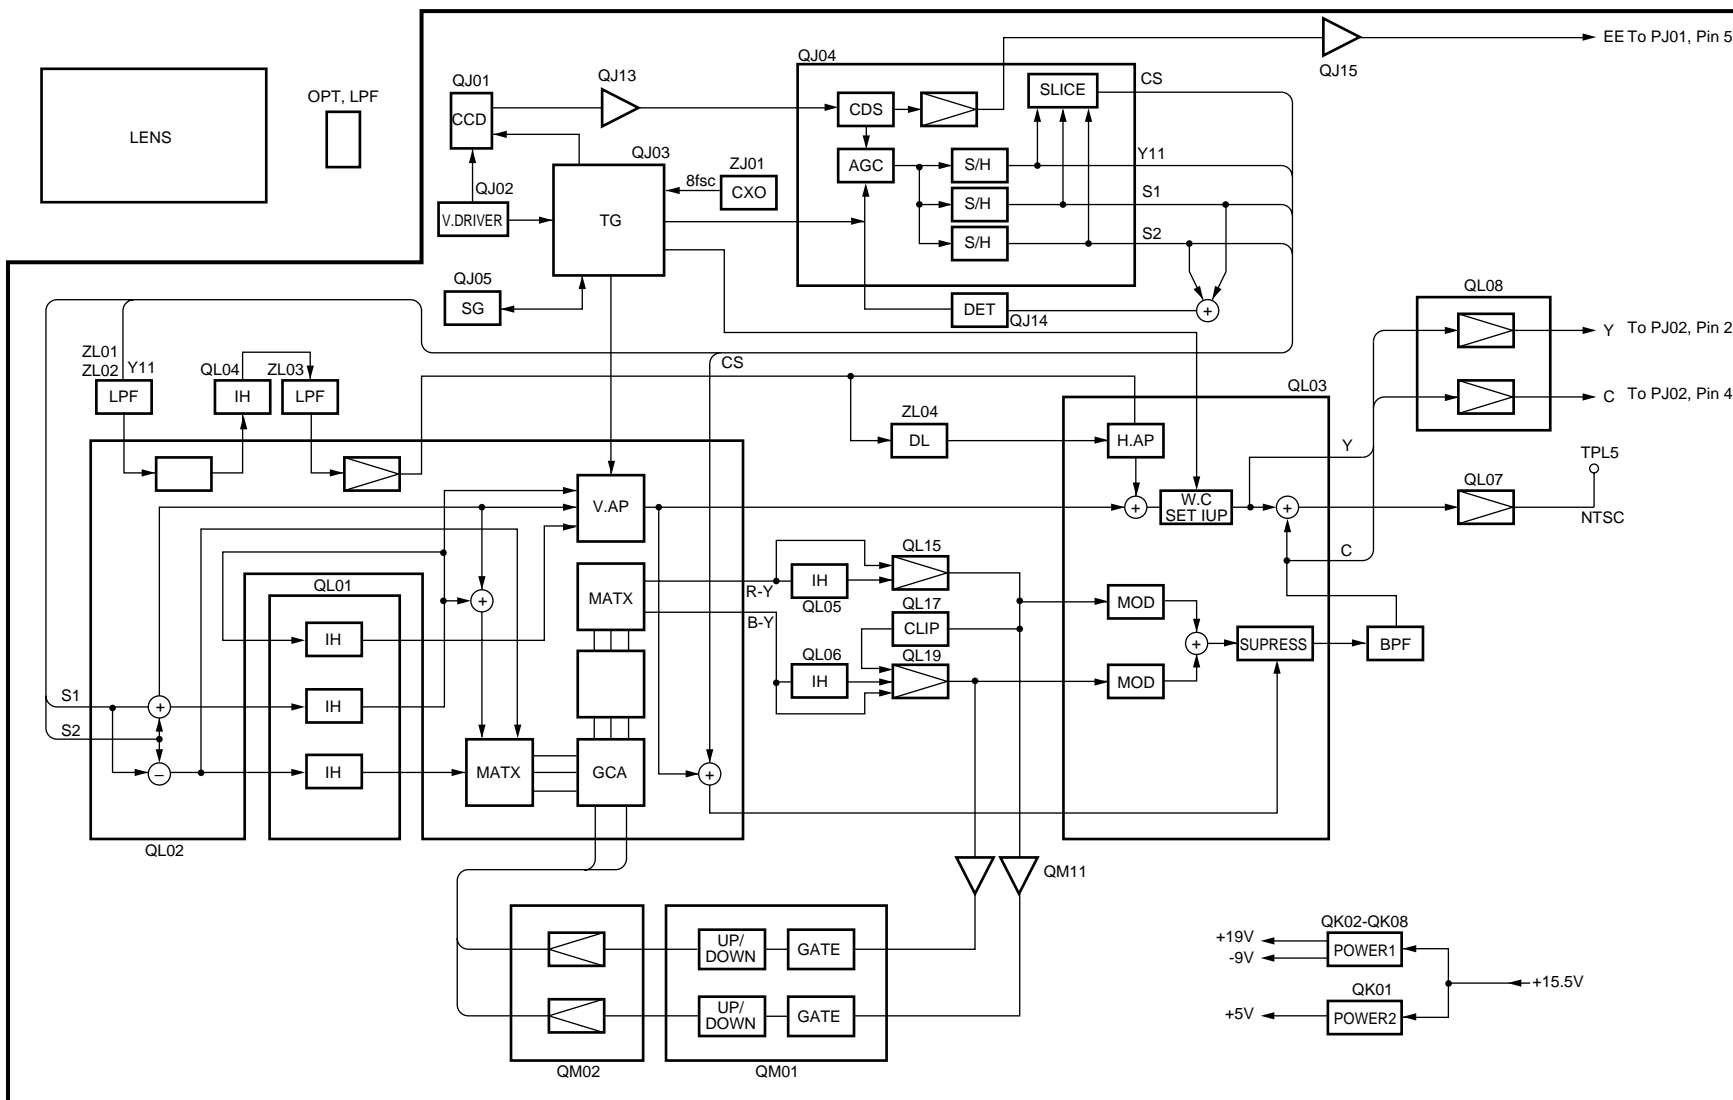 EE To PJ01, Pin 5
QJ15
QJ04
QJ13
QJ01
CS
SLICE
OPT, LPF
CDS
CCD
LENS
QJ03
ZJ01
AGC
S/H
Y11
8fsc
CXO
QJ02
S/H
S1
V.DRIVER
TG
S/H
S2
QJ05
QL08
SG
DET
QJ14
+
Y To PJ02, Pin 2
ZL01
ZL02
Y11
QL04
ZL03
CS
LPF
IH
LPF
QL03
C To PJ02, Pin 4
ZL04
DL
H.AP
Y
TPL5
QL07
V.AP
+
W.C
SET IUP
+
NTSC
QL15
C
QL01
MATX
R-Y
IH
QL05
QL17
MOD
+
B-Y
CLIP
IH
QL06
QL19
+
SUPRESS
BPF
S1
+
IH
IH
MOD
S2
–
IH
MATX
GCA
+
QL02
QM11
QK02-QK08
UP/
DOWN
GATE
+19V
-9V
POWER1
+15.5V
QK01
UP/
DOWN
GATE
+5V
POWER2
QM02
QM01